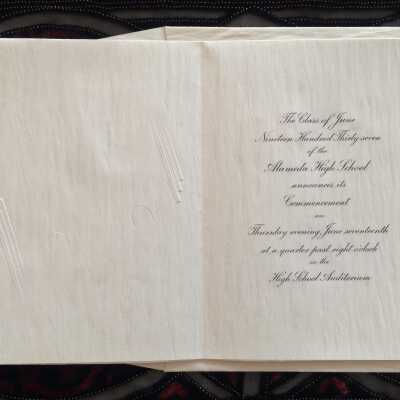 The Class of June
Nineteen Hundred Thirty-seven
of the
Alameda High School
announces its
Commencement
on
Thursday evening, June seventeenth
at a quarter past eight o'clock
in the
High School Auditorium